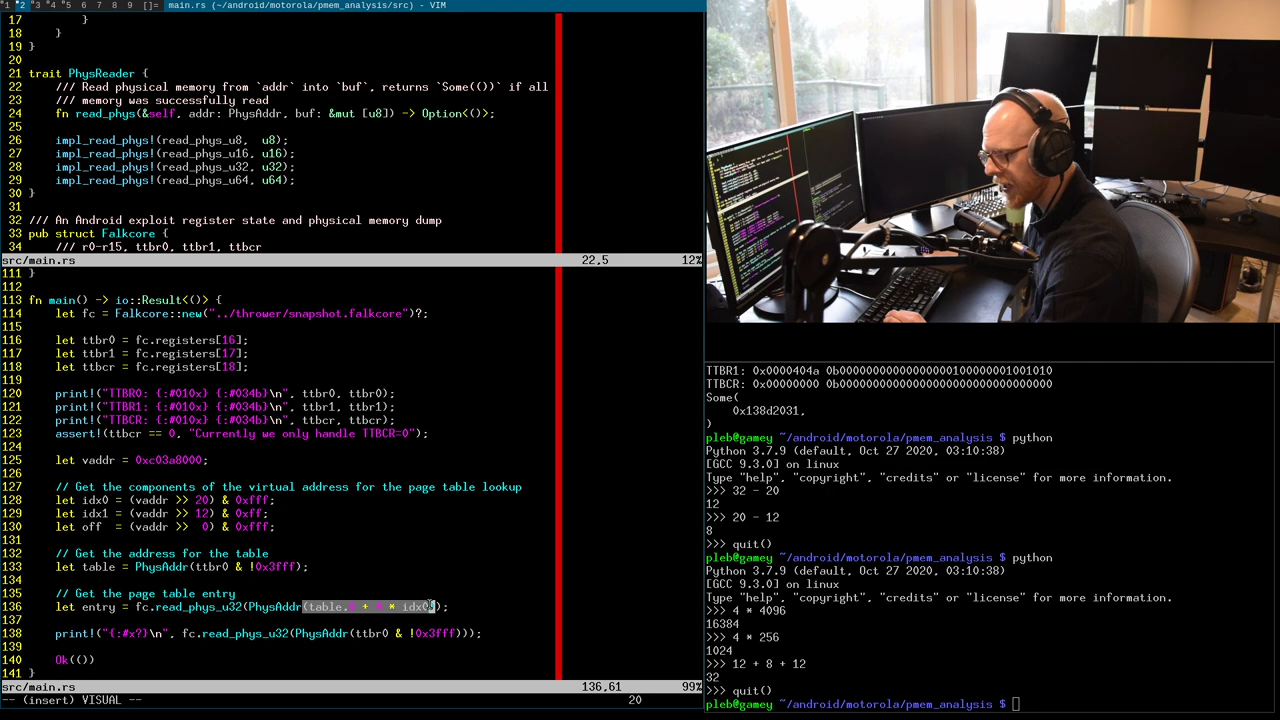 *1 *2 *3 *4 *5 6 7 8 9 []= main.rs (~/android/motorola/pmem_analysis/src) - VIM
17         }
18     }
19 }
20
21 trait PhysReader {
22     /// Read physical memory from `addr` into `buf`, returns `Some(())` if all
23     /// memory was successfully read
24     fn read_phys(&self, addr: PhysAddr, buf: &mut [u8]) -> Option<()>;
25
26     impl_read_phys!(read_phys_u8,  u8);
27     impl_read_phys!(read_phys_u16, u16);
28     impl_read_phys!(read_phys_u32, u32);
29     impl_read_phys!(read_phys_u64, u64);
30 }
31
32 /// An Android exploit register state and physical memory dump
33 pub struct Falkcore {
34     /// r0-r15, ttbr0, ttbr1, ttbcr
src/main.rs 22,5 12%
111 }
112
113 fn main() -> io::Result<()> {
114     let fc = Falkcore::new("../thrower/snapshot.falkcore")?;
115
116     let ttbr0 = fc.registers[16];
117     let ttbr1 = fc.registers[17];
118     let ttbcr = fc.registers[18];
119
120     print!("TTBR0: {:#010x} {:#034b}\n", ttbr0, ttbr0);
121     print!("TTBR1: {:#010x} {:#034b}\n", ttbr1, ttbr1);
122     print!("TTBCR: {:#010x} {:#034b}\n", ttbcr, ttbcr);
123     assert!(ttbcr == 0, "Currently we only handle TTBCR=0");
124
125     let vaddr = 0xc03a8000;
126
127     // Get the components of the virtual address for the page table lookup
128     let idx0 = (vaddr >> 20) & 0xfff;
129     let idx1 = (vaddr >> 12) & 0xff;
130     let off  = (vaddr >>  0) & 0xfff;
131
132     // Get the address for the table
133     let table = PhysAddr(ttbr0 & !0x3fff);
134
135     // Get the page table entry
136     let entry = fc.read_phys_u32(PhysAddr(table.0 + 4 * idx0));
137
138     print!("{:#x?}\n", fc.read_phys_u32(PhysAddr(ttbr0 & !0x3fff)));
139
140     Ok(())
141 }
src/main.rs 136,61 99%
-- (insert) VISUAL -- 20
TTBR1: 0x0000404a 0b00000000000000000100000001001010
TTBCR: 0x00000000 0b00000000000000000000000000000000
Some(
    0x138d2031,
)
pleb@gamey ~/android/motorola/pmem_analysis $ python
Python 3.7.9 (default, Oct 27 2020, 03:10:38)
[GCC 9.3.0] on linux
Type "help", "copyright", "credits" or "license" for more information.
>>> 32 - 20
12
>>> 20 - 12
8
>>> quit()
pleb@gamey ~/android/motorola/pmem_analysis $ python
Python 3.7.9 (default, Oct 27 2020, 03:10:38)
[GCC 9.3.0] on linux
Type "help", "copyright", "credits" or "license" for more information.
>>> 4 * 4096
16384
>>> 4 * 256
1024
>>> 12 + 8 + 12
32
>>> quit()
pleb@gamey ~/android/motorola/pmem_analysis $